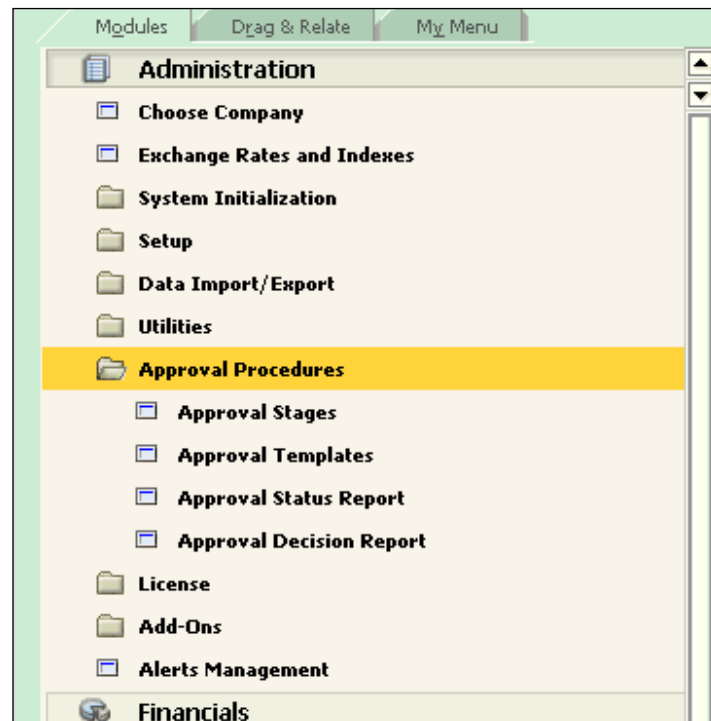 Modules Drag & Relate My Menu
Administration
Choose Company
Exchange Rates and Indexes
System Initialization
Setup
Data Import/Export
Utilities
Approval Procedures
Approval Stages
Approval Templates
Approval Status Report
Approval Decision Report
License
Add-Ons
Alerts Management
Financials